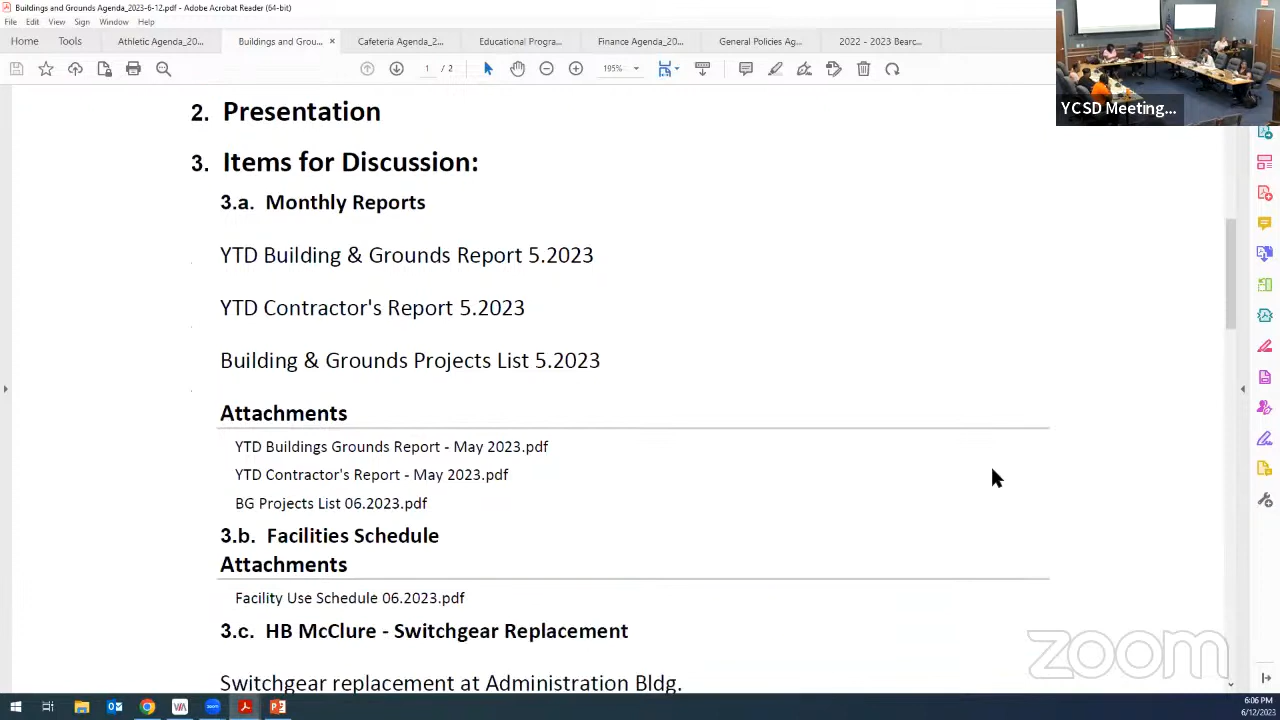 Buildings and Grounds Agenda_2023-6-12.pdf - Adobe Acrobat Reader (64-bit)
File Edit View Sign Window Help
Home Tools Athletic Agenda_20... Buildings and Grou... × Cafeteria Agenda_2... Educational Progra... Finance Agenda_20... General Policies Ag... 2022 - 2023 Bearc...
1 / 2 195%
YCSD Meeting...
2. Presentation
3. Items for Discussion:
3.a. Monthly Reports
YTD Building & Grounds Report 5.2023
YTD Contractor's Report 5.2023
Building & Grounds Projects List 5.2023
Attachments
YTD Buildings Grounds Report - May 2023.pdf
YTD Contractor's Report - May 2023.pdf
BG Projects List 06.2023.pdf
3.b. Facilities Schedule
Attachments
Facility Use Schedule 06.2023.pdf
3.c. HB McClure - Switchgear Replacement
Switchgear replacement at Administration Bldg.
zoom
6:06 PM
6/12/2023